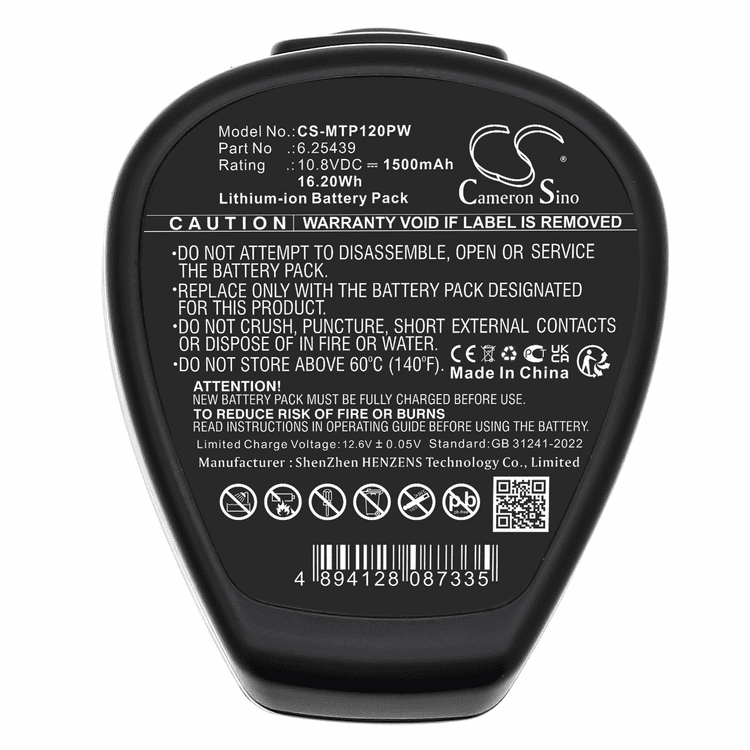 Model No.:CS-MTP120PW
Part No .:6.25439
Rating .:10.8VDC ⎓ 1500mAh
16.20Wh
Lithium-ion Battery Pack
CS
Cameron Sino
CAUTION WARRANTY VOID IF LABEL IS REMOVED
•DO NOT ATTEMPT TO DISASSEMBLE, OPEN OR SERVICE
THE BATTERY PACK.
•REPLACE ONLY WITH THE BATTERY PACK DESIGNATED
FOR THIS PRODUCT.
•DO NOT CRUSH, PUNCTURE, SHORT EXTERNAL CONTACTS
OR DISPOSE OF IN FIRE OR WATER.
•DO NOT STORE ABOVE 60°C (140°F).
CE UK CA
Made In China
ATTENTION!
NEW BATTERY PACK MUST BE FULLY CHARGED BEFORE USE.
TO REDUCE RISK OF FIRE OR BURNS
READ INSTRUCTIONS IN OPERATING GUIDE BEFORE USING THE BATTERY.
Limited Charge Voltage: 12.6V ± 0.05V Standard:GB 31241-2022
Manufacturer : ShenZhen HENZENS Technology Co., Limited
pb
pb-free
4 894128 087335